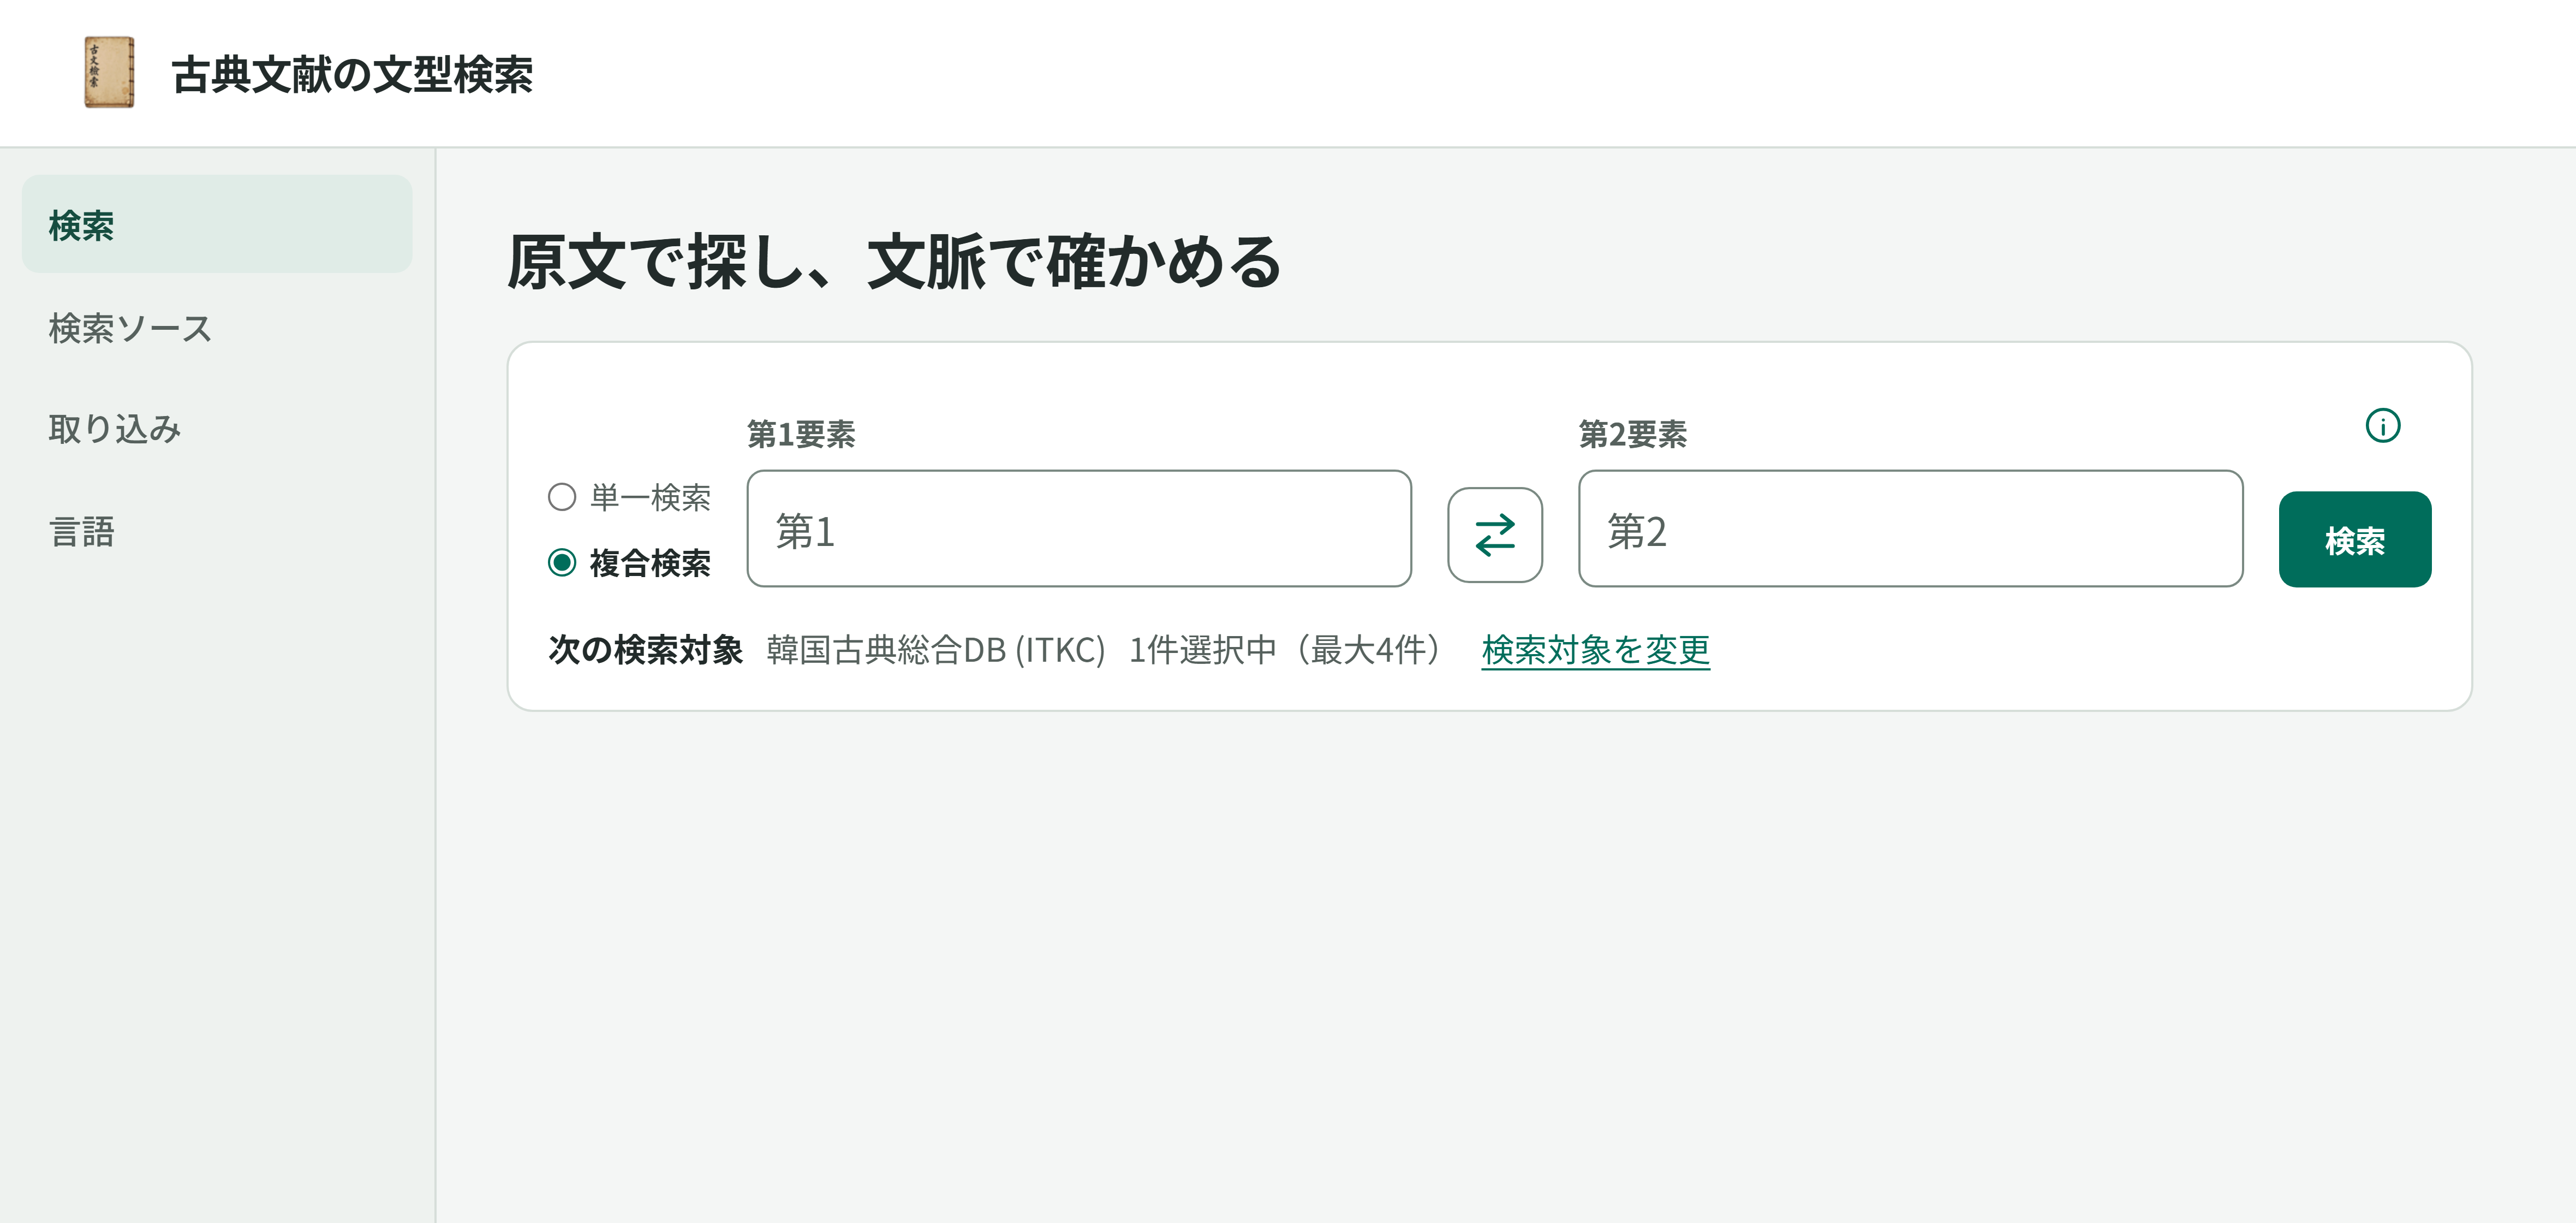 古文檢索
古典文献の文型検索
検索
検索ソース
取り込み
言語
原文で探し、文脈で確かめる
単一検索
複合検索
第1要素
第1
第2要素
第2
検索
次の検索対象 韓国古典総合DB (ITKC) 1件選択中（最大4件） 検索対象を変更